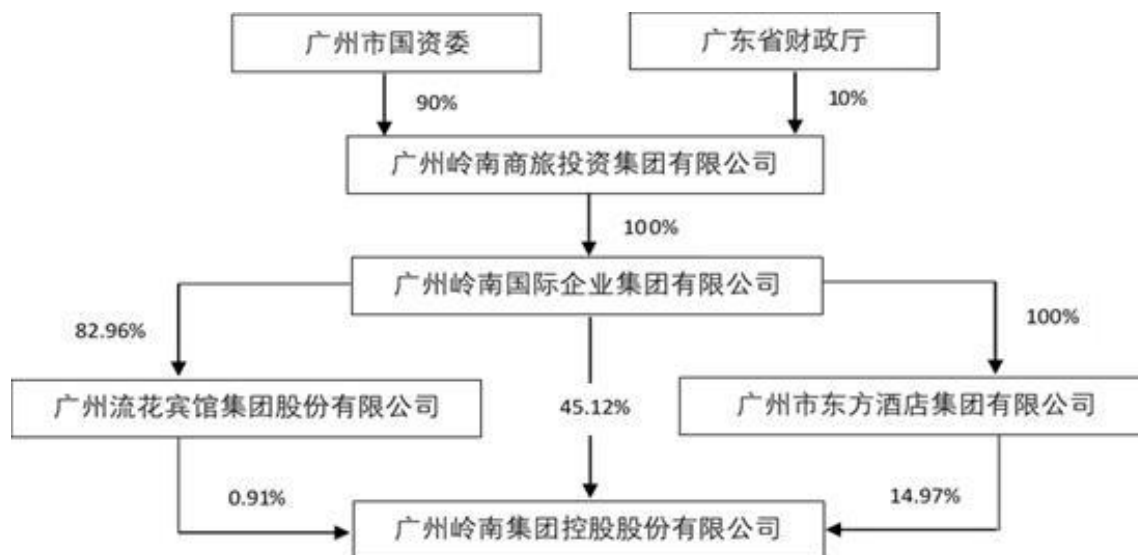 广州市国资委
广东省财政厅
90%
10%
广州岭南商旅投资集团有限公司
100%
广州岭南国际企业集团有限公司
82.96%
100%
广州流花宾馆集团股份有限公司
45.12%
广州市东方酒店集团有限公司
0.91%
14.97%
广州岭南集团控股股份有限公司